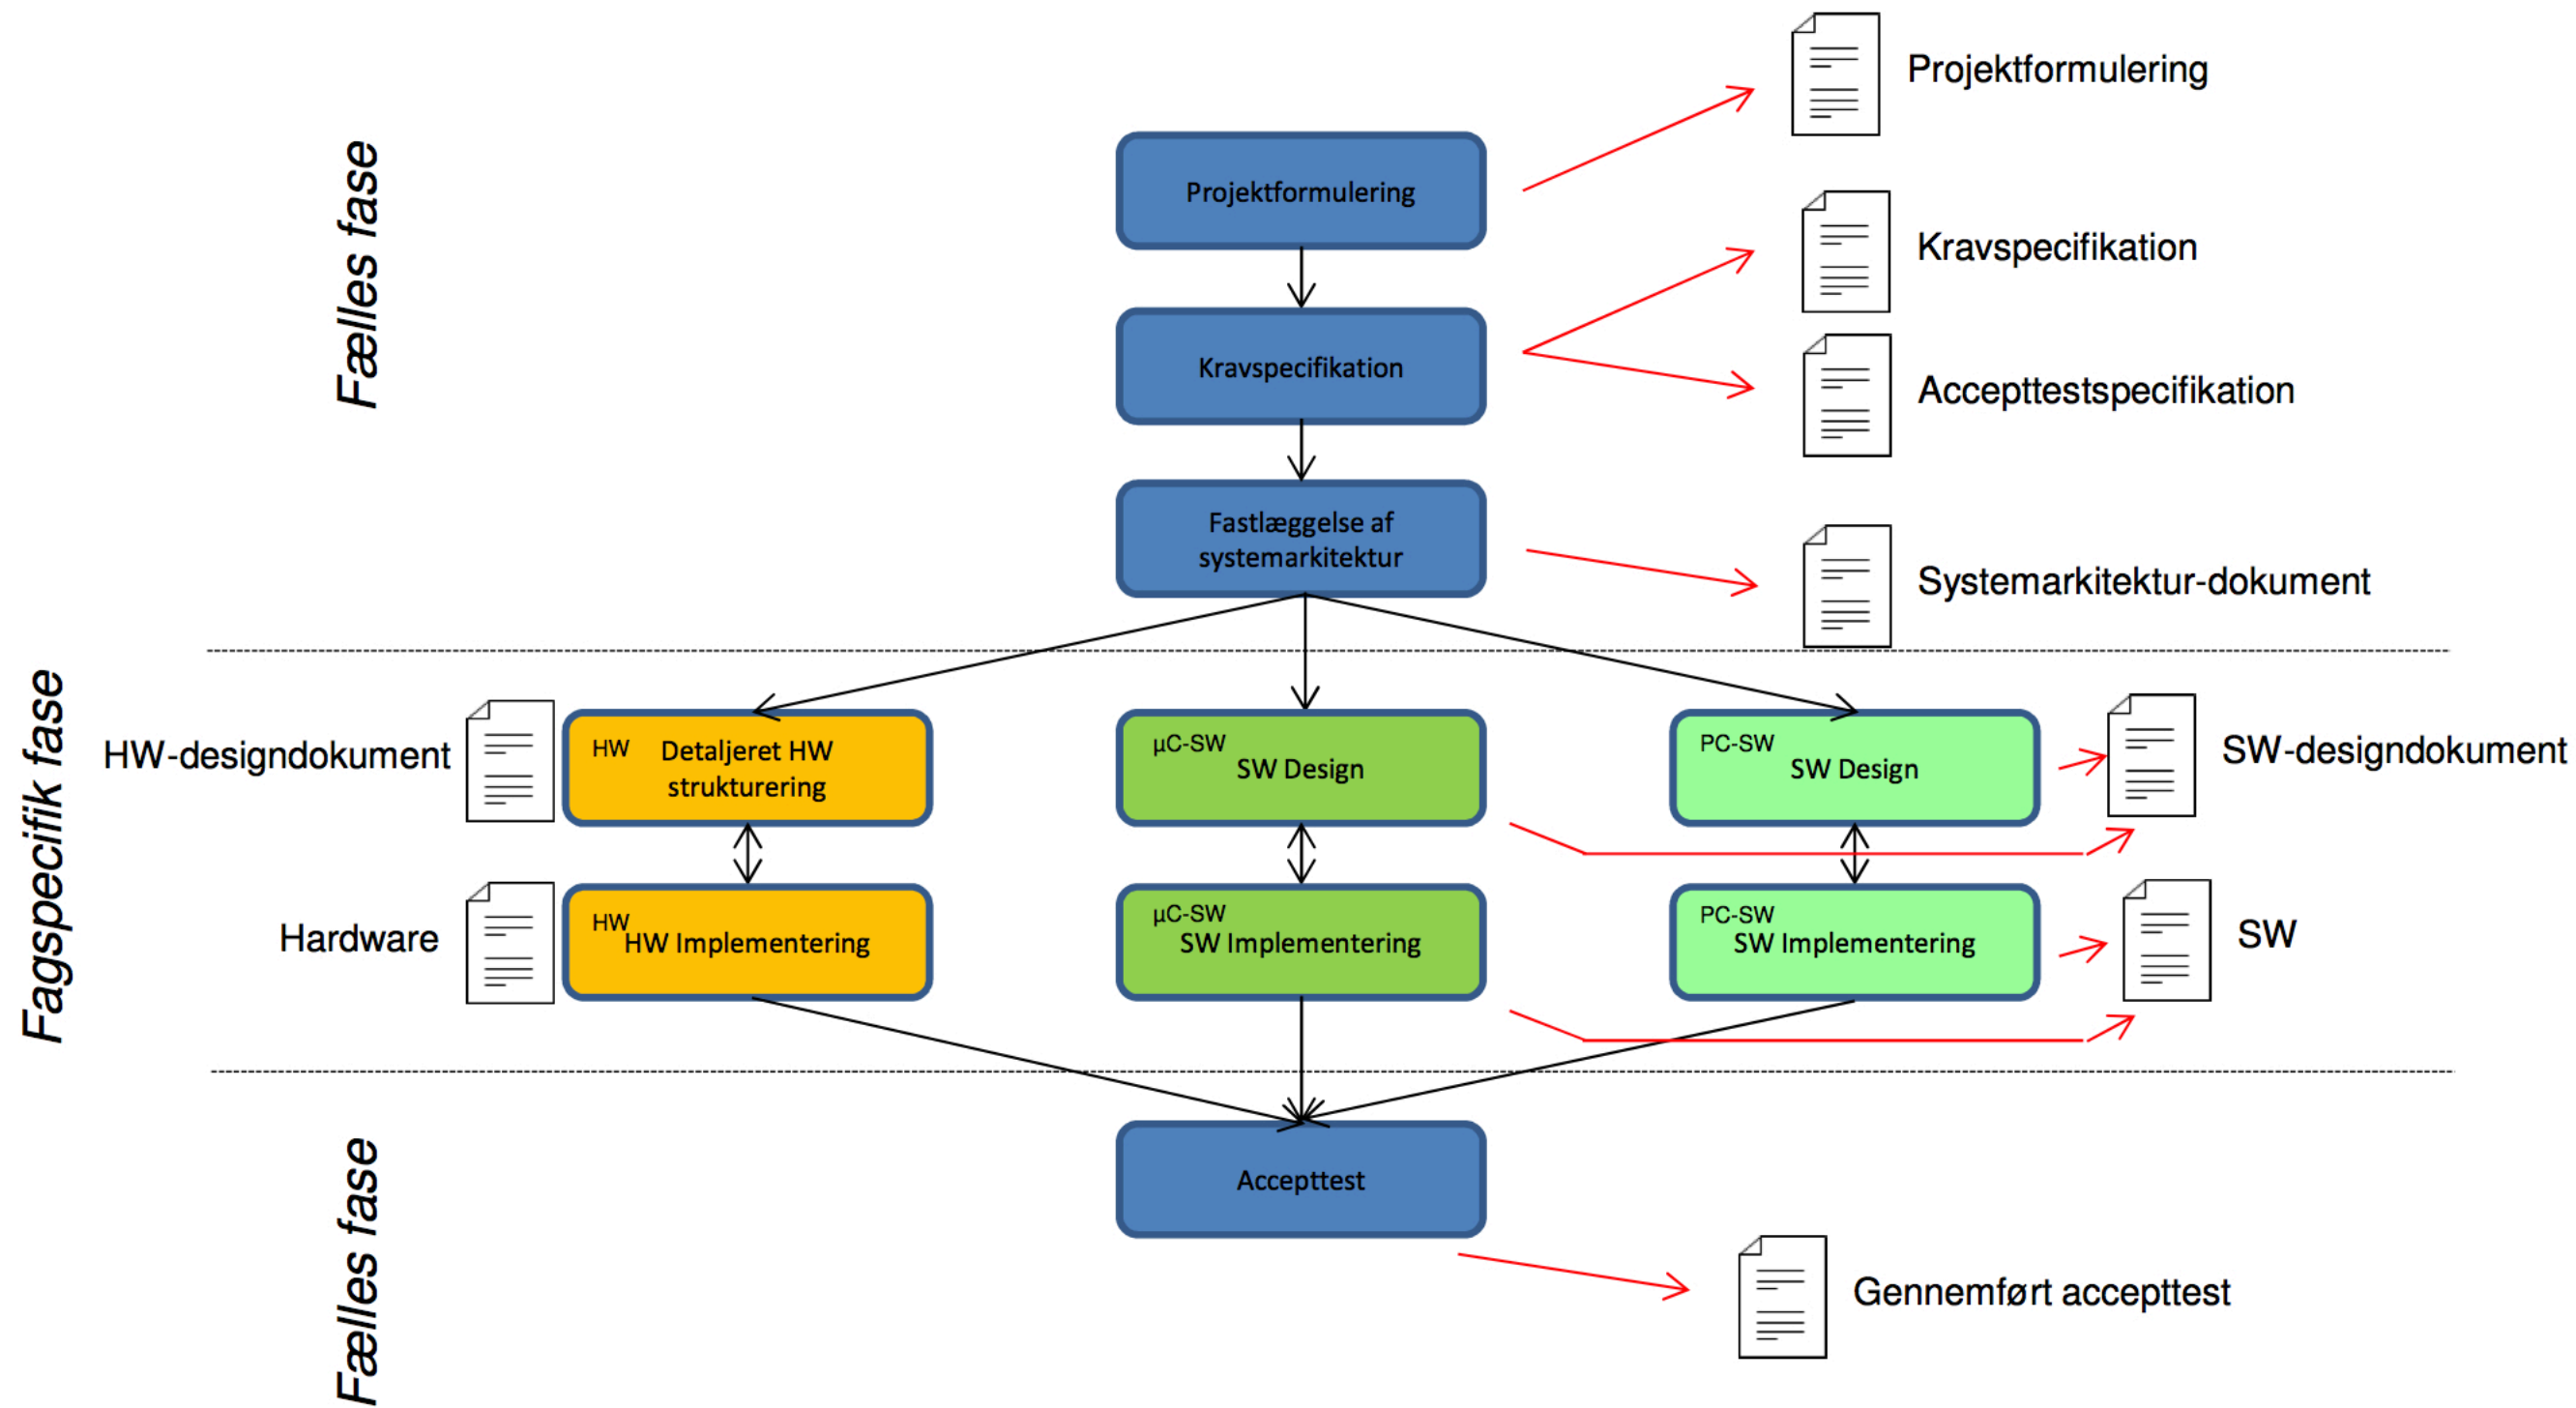 Fælles fase
Projektformulering
Projektformulering
Kravspecifikation
Kravspecifikation
Accepttestspecifikation
Fastlæggelse af
systemarkitektur
Systemarkitektur-dokument
Fagspecifik fase
HW-designdokument
HW
Detaljeret HW
strukturering
µC-SW
SW Design
PC-SW
SW Design
SW-designdokument
Hardware
HW
HW Implementering
µC-SW
SW Implementering
PC-SW
SW Implementering
SW
Fælles fase
Accepttest
Gennemført accepttest